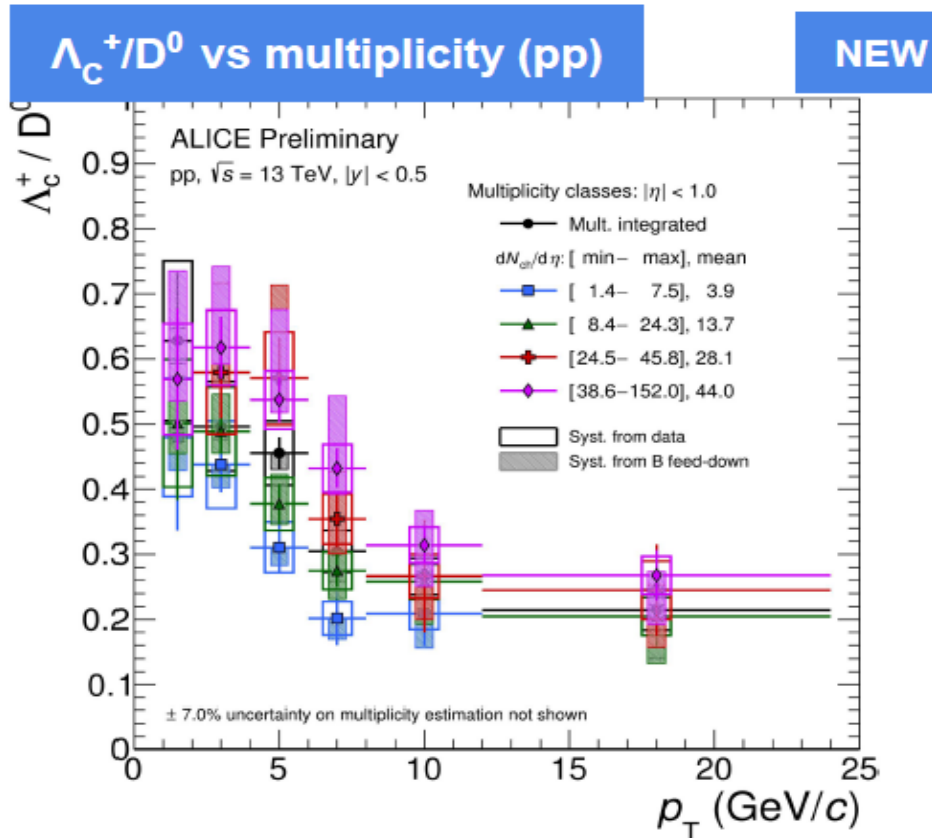 Λc⁺/D⁰ vs multiplicity (pp)
NEW
Λc⁺ / D⁰
ALICE Preliminary
pp, √s = 13 TeV, |y| < 0.5
Multiplicity classes: |η| < 1.0
Mult. integrated
dNch/dη: [ min− max], mean
[ 1.4− 7.5], 3.9
[ 8.4− 24.3], 13.7
[24.5− 45.8], 28.1
[38.6−152.0], 44.0
Syst. from data
Syst. from B feed-down
± 7.0% uncertainty on multiplicity estimation not shown
0.9
0.8
0.7
0.6
0.5
0.4
0.3
0.2
0.1
0
0 5 10 15 20 25
pT (GeV/c)